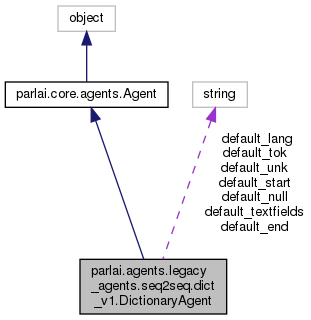 object
parlai.core.agents.Agent
string
default_lang
default_tok
default_unk
default_start
default_null
default_textfields
default_end
parlai.agents.legacy
_agents.seq2seq.dict
_v1.DictionaryAgent